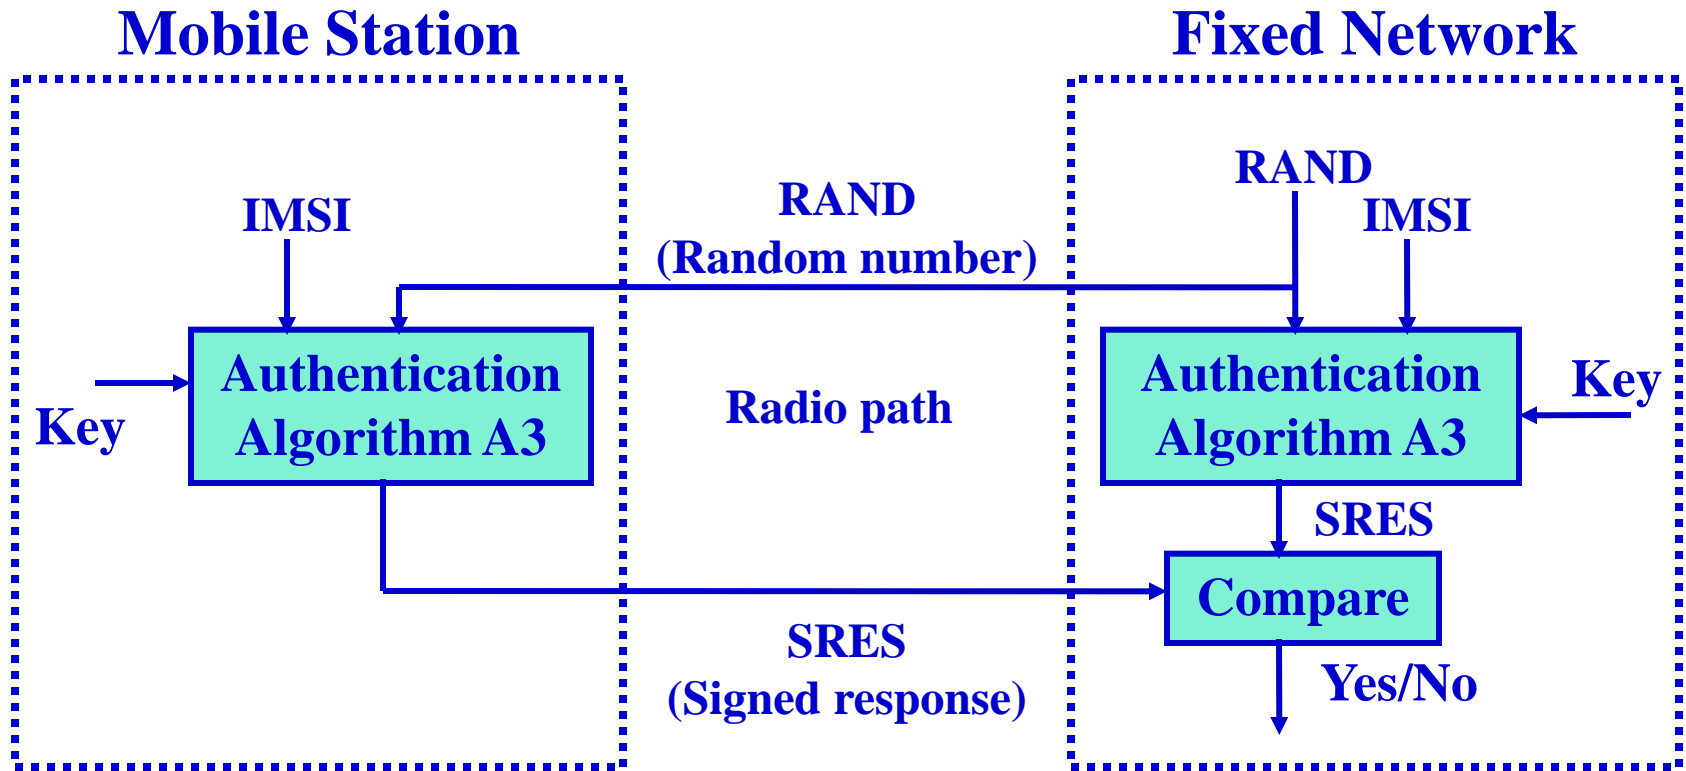 Mobile Station
Fixed Network
RAND
IMSI
RAND
(Random number)
IMSI
Authentication
Algorithm A3
Key
Radio path
Authentication
Algorithm A3
Key
SRES
Compare
SRES
(Signed response)
Yes/No